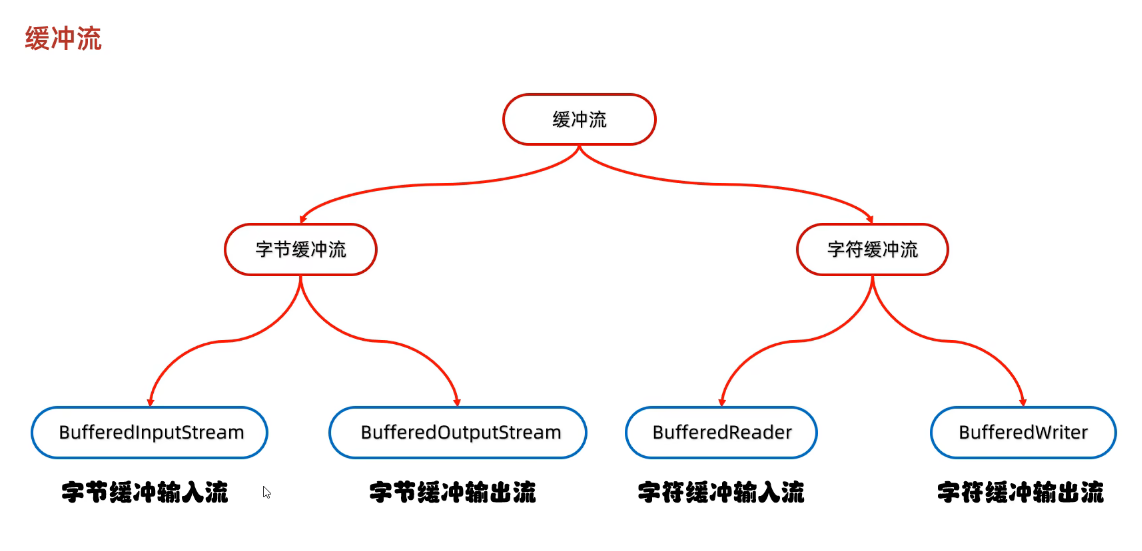 缓冲流
缓冲流
字节缓冲流
字符缓冲流
BufferedInputStream
BufferedOutputStream
BufferedReader
BufferedWriter
字节缓冲输入流
字节缓冲输出流
字符缓冲输入流
字符缓冲输出流